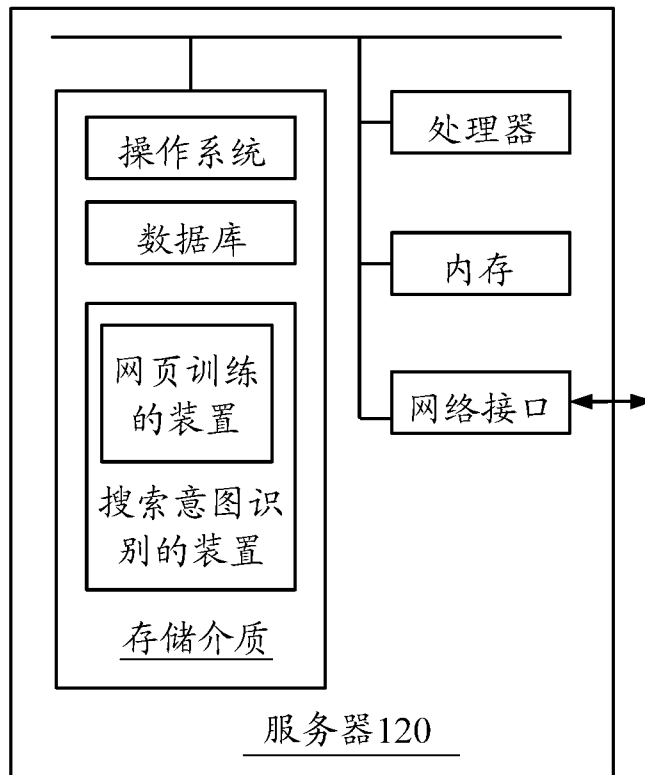 操作系统
数据库
网页训练
的装置
搜索意图识
别的装置
存储介质
处理器
内存
网络接口
服务器120